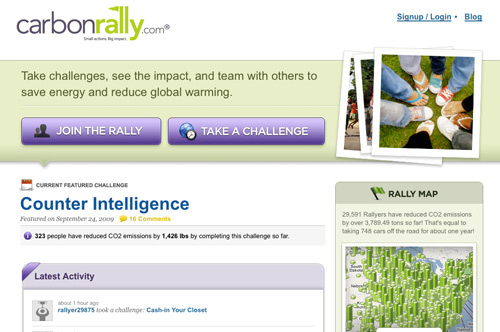 carbonrally.com®
Small actions. Big impact.
Signup / Login • Blog
Take challenges, see the impact, and team with others to
save energy and reduce global warming.
JOIN THE RALLY
TAKE A CHALLENGE
CURRENT FEATURED CHALLENGE
Counter Intelligence
Featured on September 24, 2009 16 Comments
323 people have reduced CO2 emissions by 1,426 lbs by completing this challenge so far.
Latest Activity
about 1 hour ago
rallyer29875 took a challenge: Cash-in Your Closet
RALLY MAP
29,591 Rallyers have reduced CO2 emissions
by over 3,789.49 tons so far! That's equal to
taking 748 cars off the road for about one year!